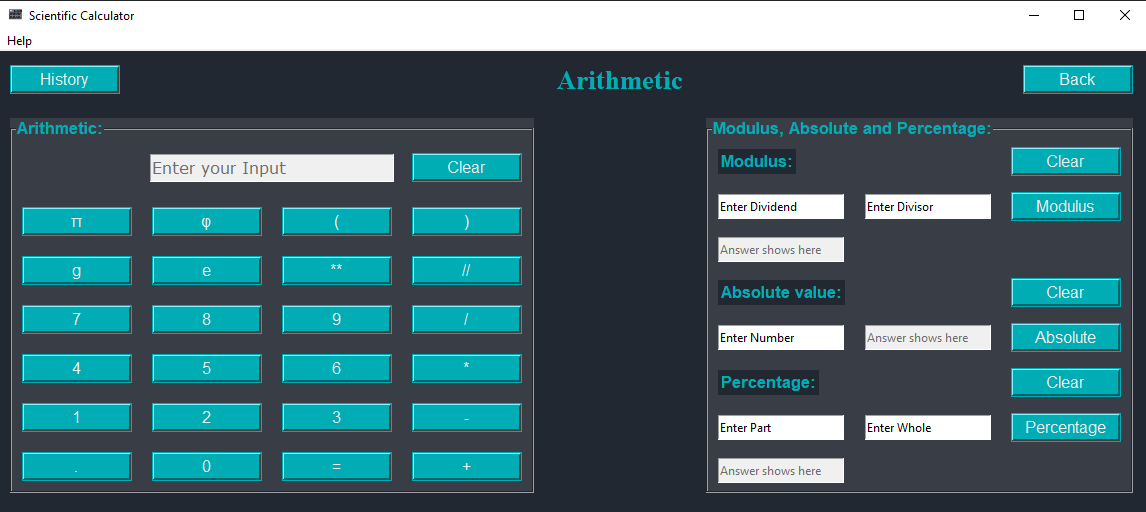 Scientific Calculator
Help
History
Arithmetic
Back
Arithmetic:
Enter your Input
Clear
π φ ( )
g e ** //
7 8 9 /
4 5 6 *
1 2 3 -
. 0 = +
Modulus, Absolute and Percentage:
Modulus:
Clear
Enter Dividend
Enter Divisor
Modulus
Answer shows here
Absolute value:
Clear
Enter Number
Answer shows here
Absolute
Percentage:
Clear
Enter Part
Enter Whole
Percentage
Answer shows here